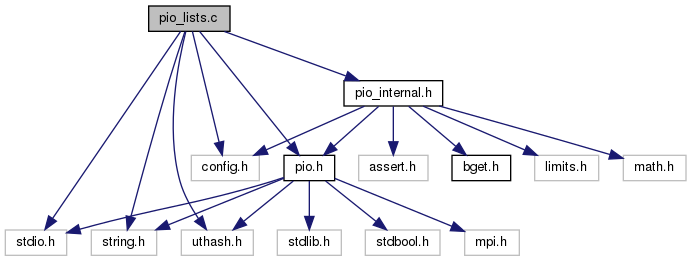 pio_lists.c
pio_internal.h
config.h
pio.h
assert.h
bget.h
limits.h
math.h
stdio.h
string.h
uthash.h
stdlib.h
stdbool.h
mpi.h